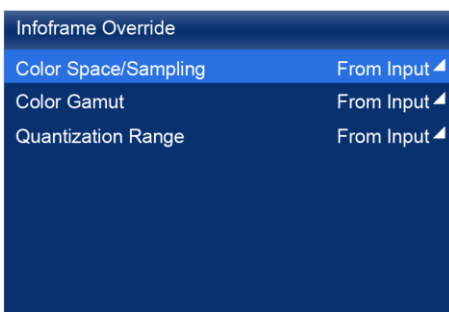 Infoframe Override
Color Space/Sampling From Input
Color Gamut From Input
Quantization Range From Input